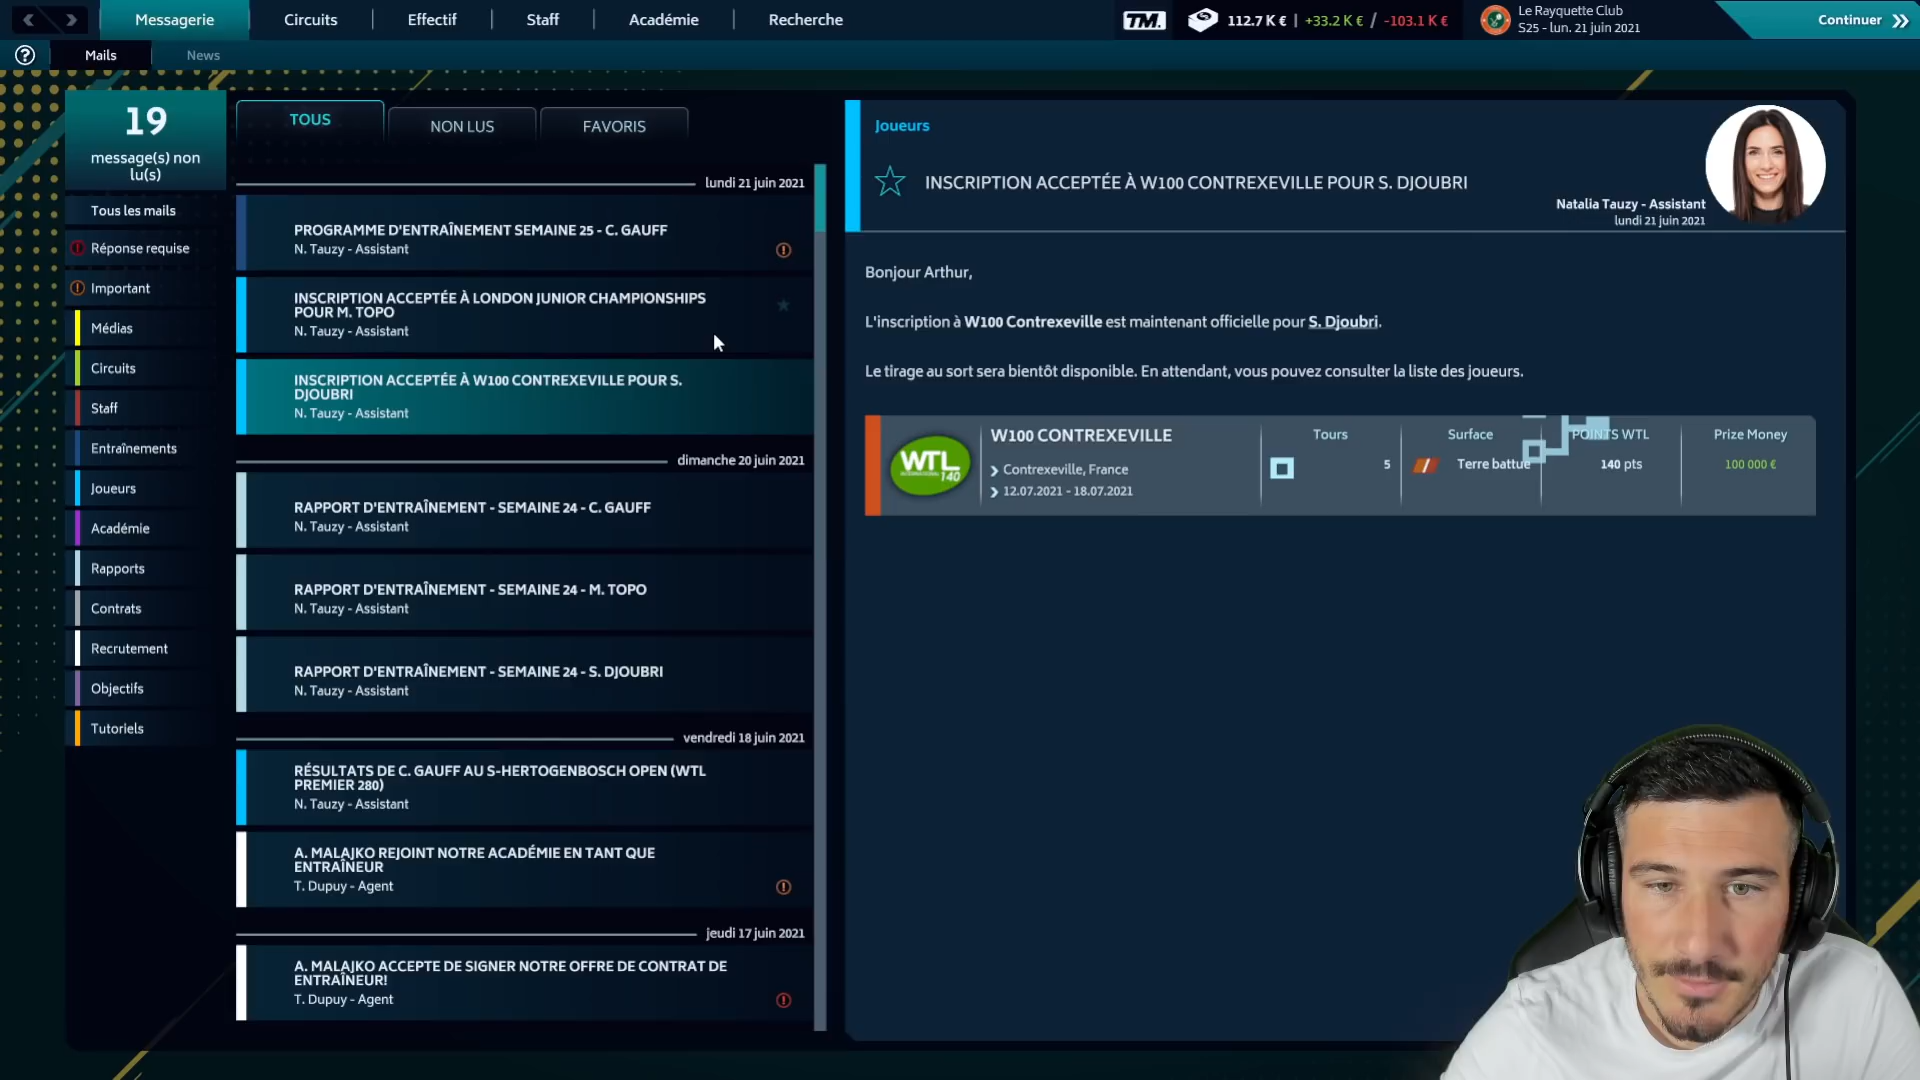 Messagerie
Circuits
Effectif
Staff
Académie
Recherche
TM.
112.7 K € | +33.2 K € / -103.1 K €
Le Rayquette Club
S25 - lun. 21 juin 2021
Continuer
?
Mails
News
19
message(s) non
lu(s)
Tous les mails
Réponse requise
Important
Médias
Circuits
Staff
Entraînements
Joueurs
Académie
Rapports
Contrats
Recrutement
Objectifs
Tutoriels
TOUS
NON LUS
FAVORIS
lundi 21 juin 2021
PROGRAMME D'ENTRAÎNEMENT SEMAINE 25 - C. GAUFF
N. Tauzy - Assistant
INSCRIPTION ACCEPTÉE À LONDON JUNIOR CHAMPIONSHIPS
POUR M. TOPO
N. Tauzy - Assistant
INSCRIPTION ACCEPTÉE À W100 CONTREXEVILLE POUR S.
DJOUBRI
N. Tauzy - Assistant
dimanche 20 juin 2021
RAPPORT D'ENTRAÎNEMENT - SEMAINE 24 - C. GAUFF
N. Tauzy - Assistant
RAPPORT D'ENTRAÎNEMENT - SEMAINE 24 - M. TOPO
N. Tauzy - Assistant
RAPPORT D'ENTRAÎNEMENT - SEMAINE 24 - S. DJOUBRI
N. Tauzy - Assistant
vendredi 18 juin 2021
RÉSULTATS DE C. GAUFF AU S-HERTOGENBOSCH OPEN (WTL
PREMIER 280)
N. Tauzy - Assistant
A. MALAJKO REJOINT NOTRE ACADÉMIE EN TANT QUE
ENTRAÎNEUR
T. Dupuy - Agent
jeudi 17 juin 2021
A. MALAJKO ACCEPTE DE SIGNER NOTRE OFFRE DE CONTRAT DE
ENTRAÎNEUR!
T. Dupuy - Agent
Joueurs
INSCRIPTION ACCEPTÉE À W100 CONTREXEVILLE POUR S. DJOUBRI
Natalia Tauzy - Assistant
lundi 21 juin 2021
Bonjour Arthur,
L'inscription à W100 Contrexeville est maintenant officielle pour S. Djoubri.
Le tirage au sort sera bientôt disponible. En attendant, vous pouvez consulter la liste des joueurs.
WTL
INTERNATIONAL
140
W100 CONTREXEVILLE
Contrexeville, France
12.07.2021 - 18.07.2021
Tours
5
Surface
Terre battue
POINTS WTL
140 pts
Prize Money
100 000 €